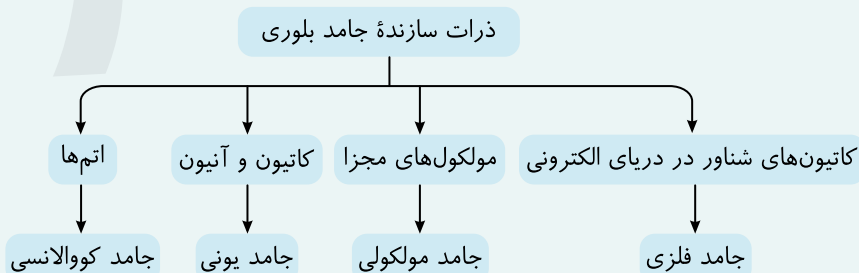 ذرات سازندهٔ جامد بلوری
کاتیون‌های شناور در دریای الکترونی
مولکول‌های مجزا
کاتیون و آنیون
اتم‌ها
جامد فلزی
جامد مولکولی
جامد یونی
جامد کووالانسی